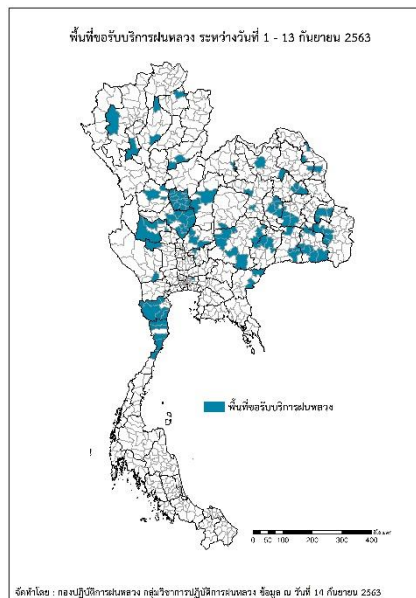 พื้นที่ขอรับบริการฝนหลวง ระหว่างวันที่ 1 - 13 กันยายน 2563
พื้นที่ขอรับบริการฝนหลวง
0 50 100 200 300 400
จัดทำโดย : กองปฏิบัติการฝนหลวง กลุ่มวิชาการปฏิบัติการฝนหลวง ข้อมูล ณ วันที่ 14 กันยายน 2563